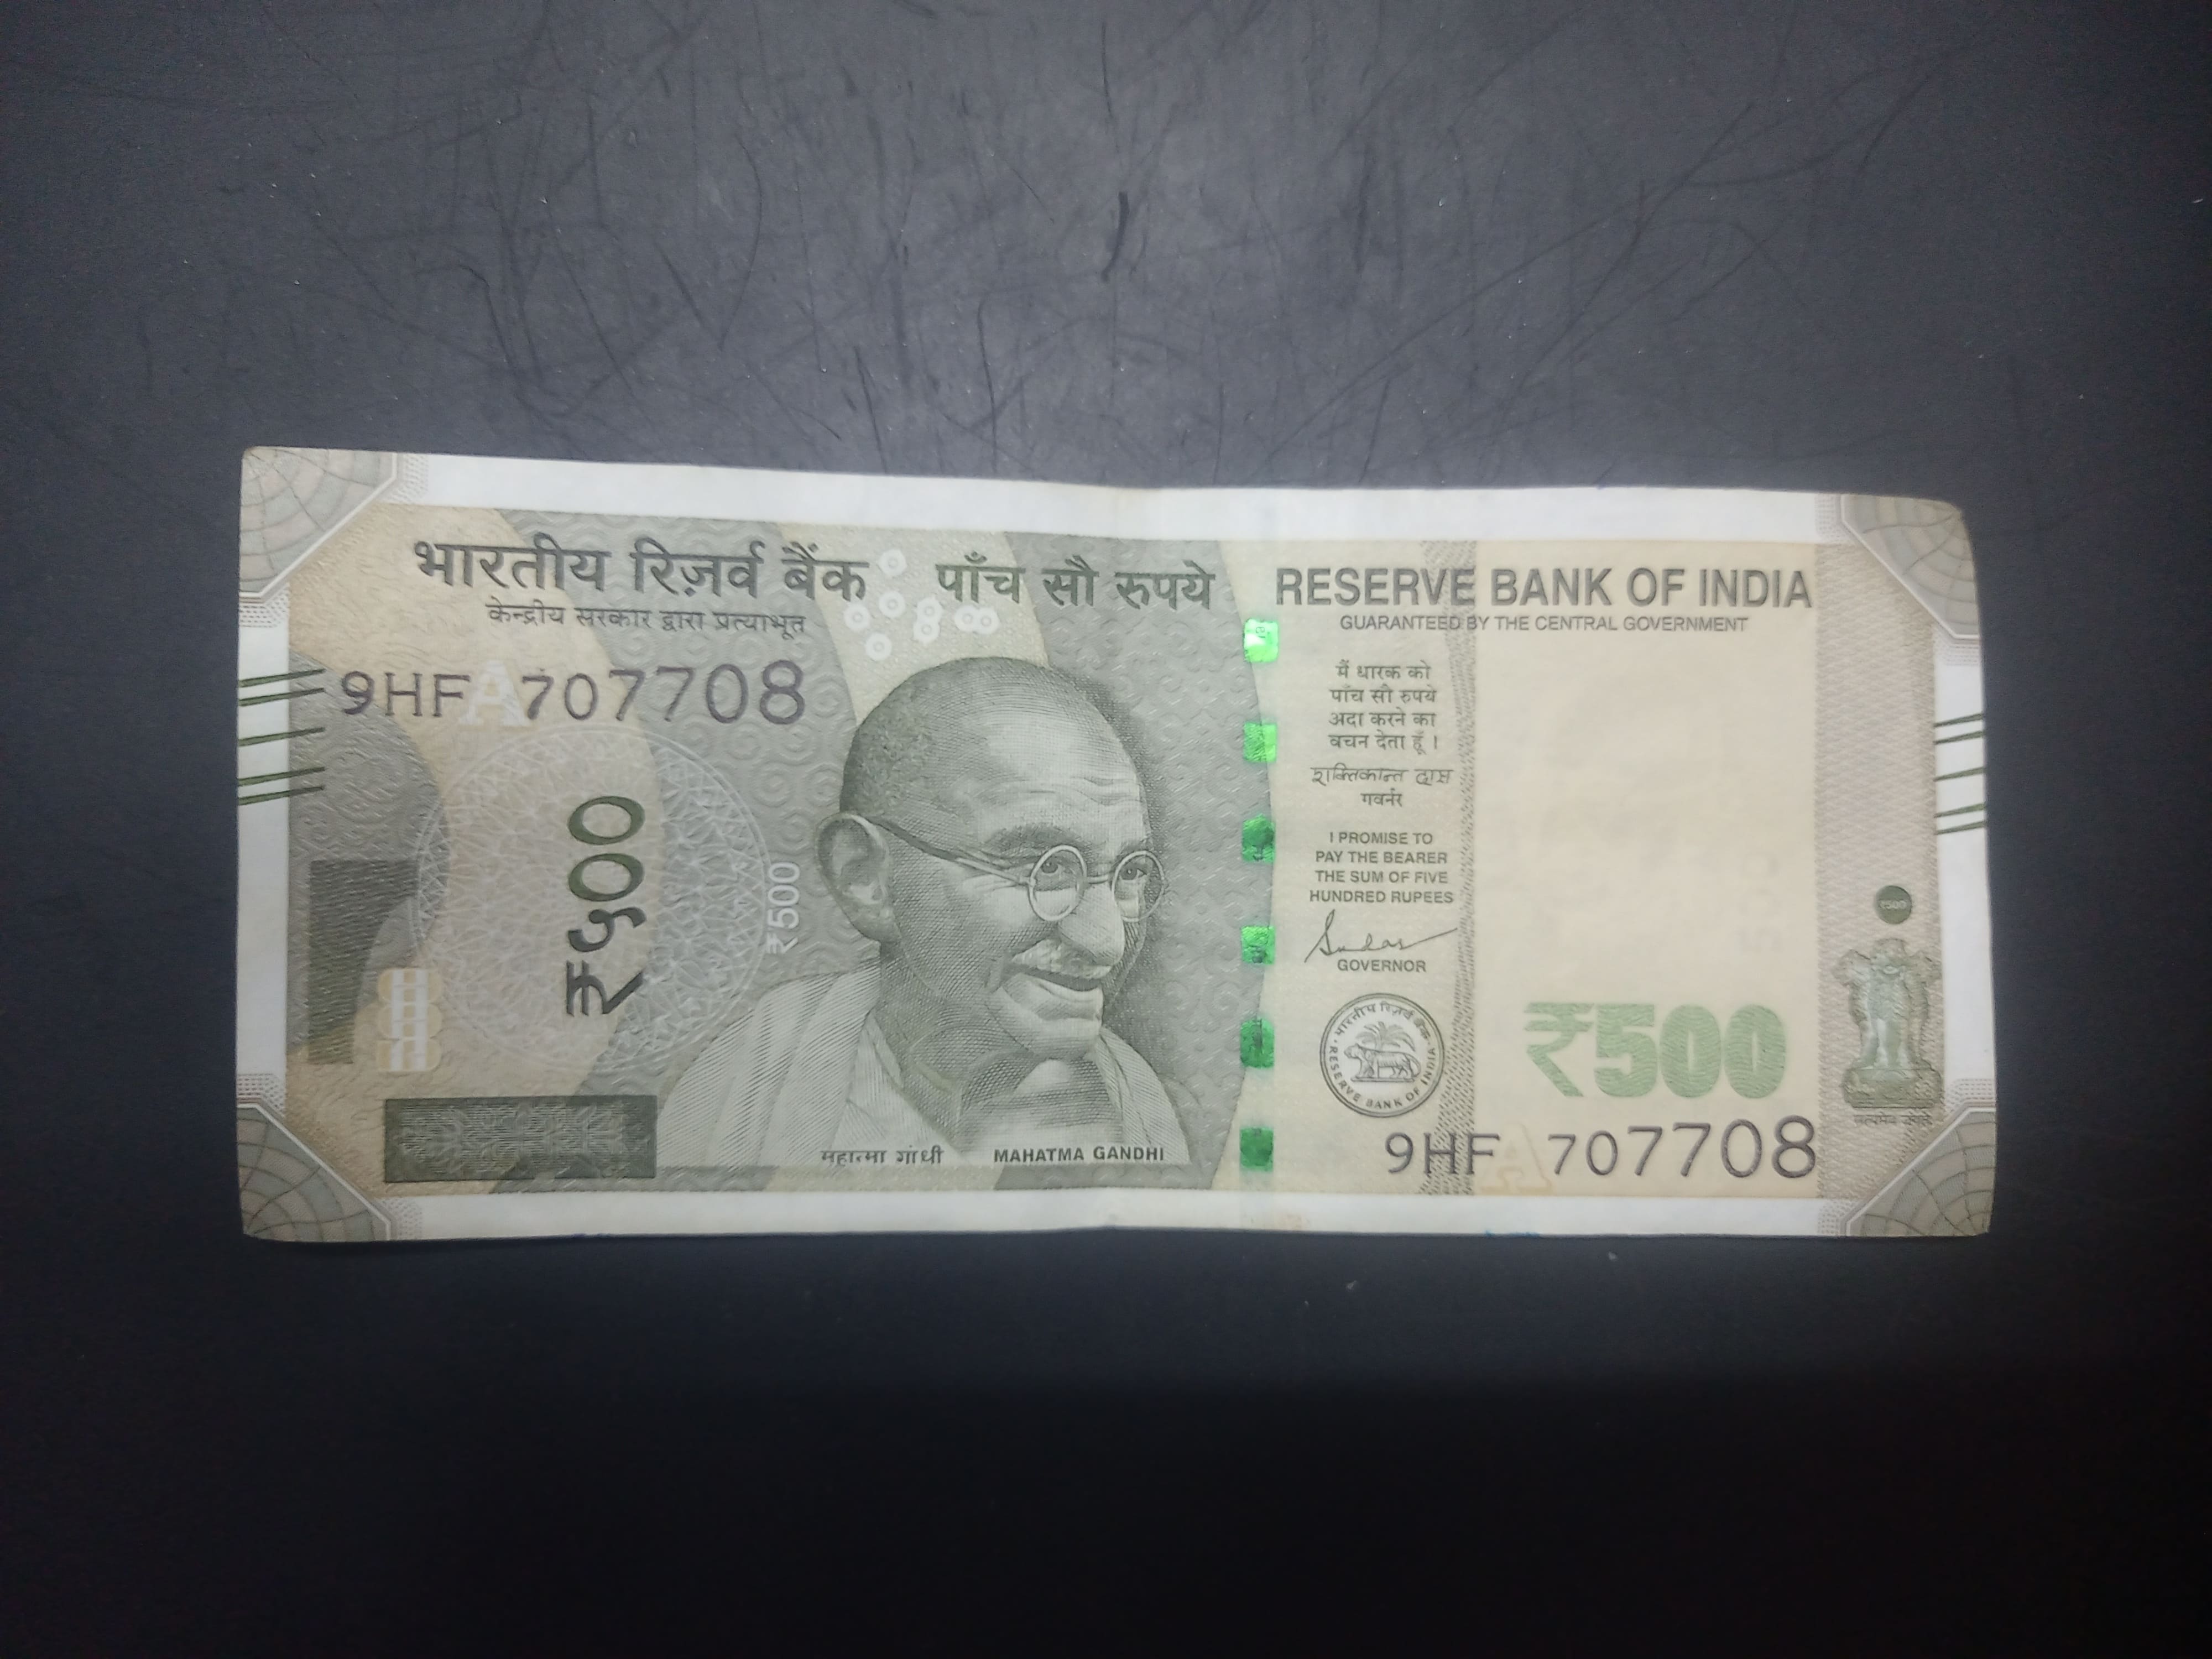 भारतीय रिज़र्व बैंक
केन्द्रीय सरकार द्वारा प्रत्याभूत
पाँच सौ रुपये
RESERVE BANK OF INDIA
GUARANTEED BY THE CENTRAL GOVERNMENT
9HF 707708
₹५००
₹500
महात्मा गांधी
MAHATMA GANDHI
मैं धारक को
पाँच सौ रुपये
अदा करने का
वचन देता हूँ ।
शक्तिकान्त दास
गवर्नर
I PROMISE TO
PAY THE BEARER
THE SUM OF FIVE
HUNDRED RUPEES
GOVERNOR
भारतीय रिज़र्व बैंक
RESERVE BANK OF INDIA
₹500
₹500
सत्यमेव जयते
9HF 707708